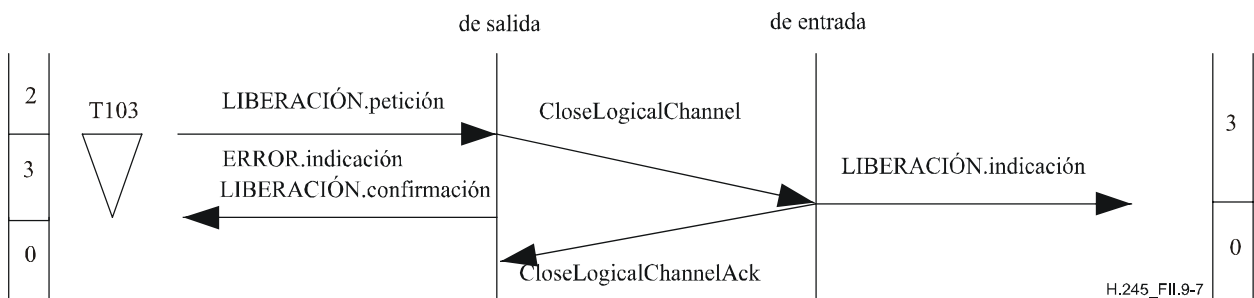 de salida
de entrada
2
T103
LIBERACIÓN.petición
CloseLogicalChannel
3
3
ERROR.indicación
LIBERACIÓN.confirmación
LIBERACIÓN.indicación
0
CloseLogicalChannelAck
0
H.245_FII.9-7